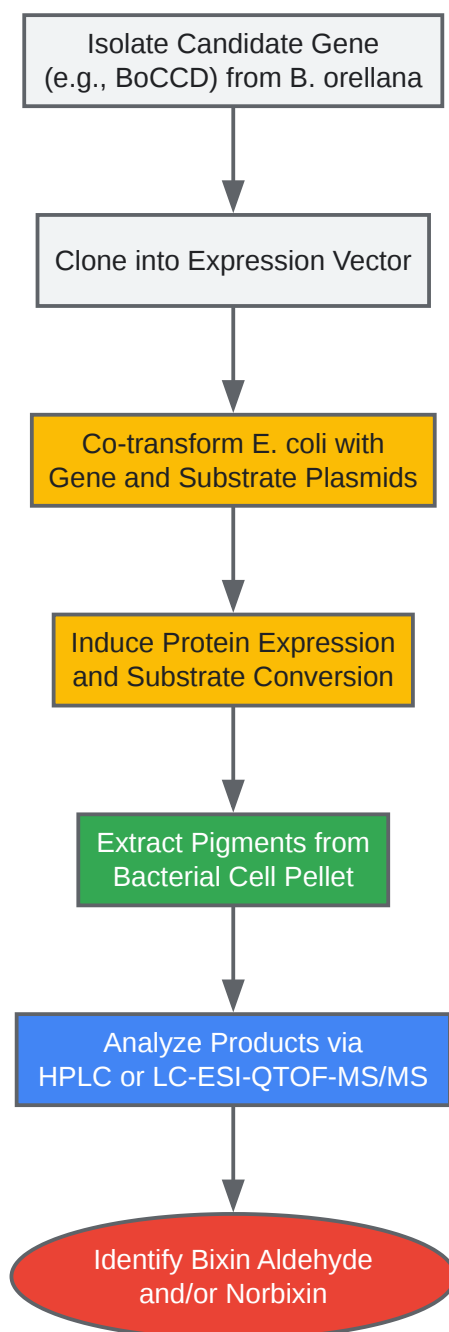 Isolate Candidate Gene
(e.g., BoCCD) from B. orellana
Clone into Expression Vector
Co-transform E. coli with
Gene and Substrate Plasmids
Induce Protein Expression
and Substrate Conversion
Extract Pigments from
Bacterial Cell Pellet
Analyze Products via
HPLC or LC-ESI-QTOF-MS/MS
Identify Bixin Aldehyde
and/or Norbixin